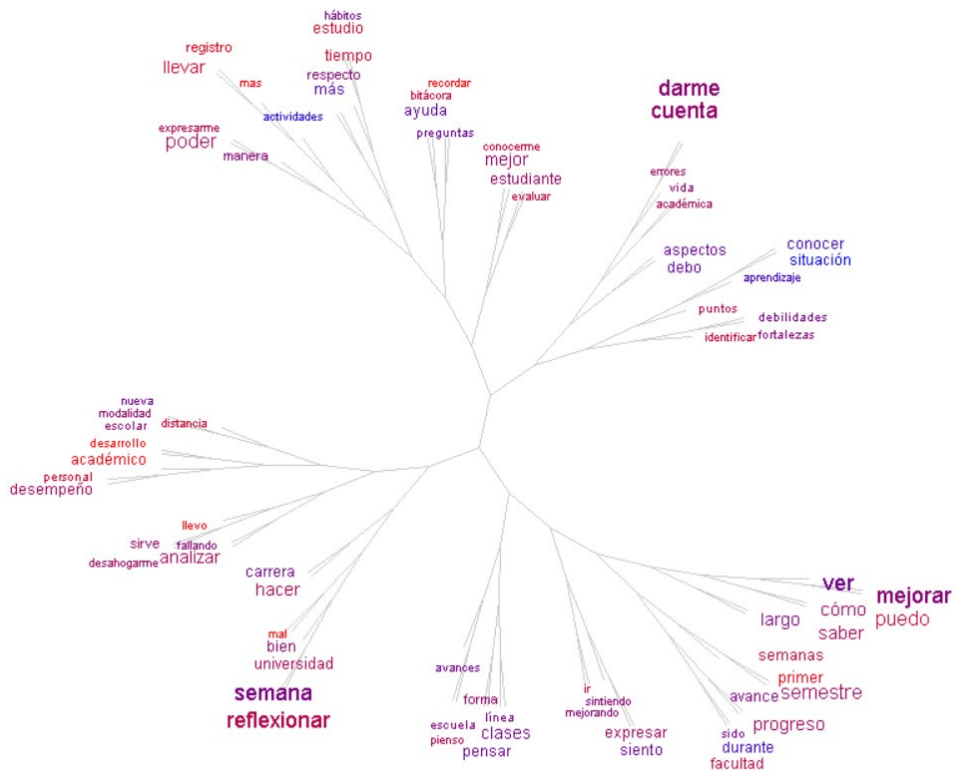 hábitos
estudio
registro
llevar
tiempo
mas
respecto
más
actividades
expresarme
poder
manera
recordar
bitácora
ayuda
preguntas
conocerme
mejor
estudiante
evaluar
darme
cuenta
errores
vida
académica
aspectos
debo
conocer
situación
aprendizaje
puntos
debilidades
identificar
fortalezas
nueva
modalidad
escolar
distancia
desarrollo
académico
personal
desempeño
llevo
sirve
fallando
desahogarme
analizar
carrera
hacer
mal
bien
universidad
semana
reflexionar
avances
forma
escuela
línea
pienso
clases
pensar
ir
sintiendo
mejorando
expresar
siento
ver
mejorar
cómo
puedo
largo
saber
semanas
primer
avance
semestre
progreso
sido
durante
facultad